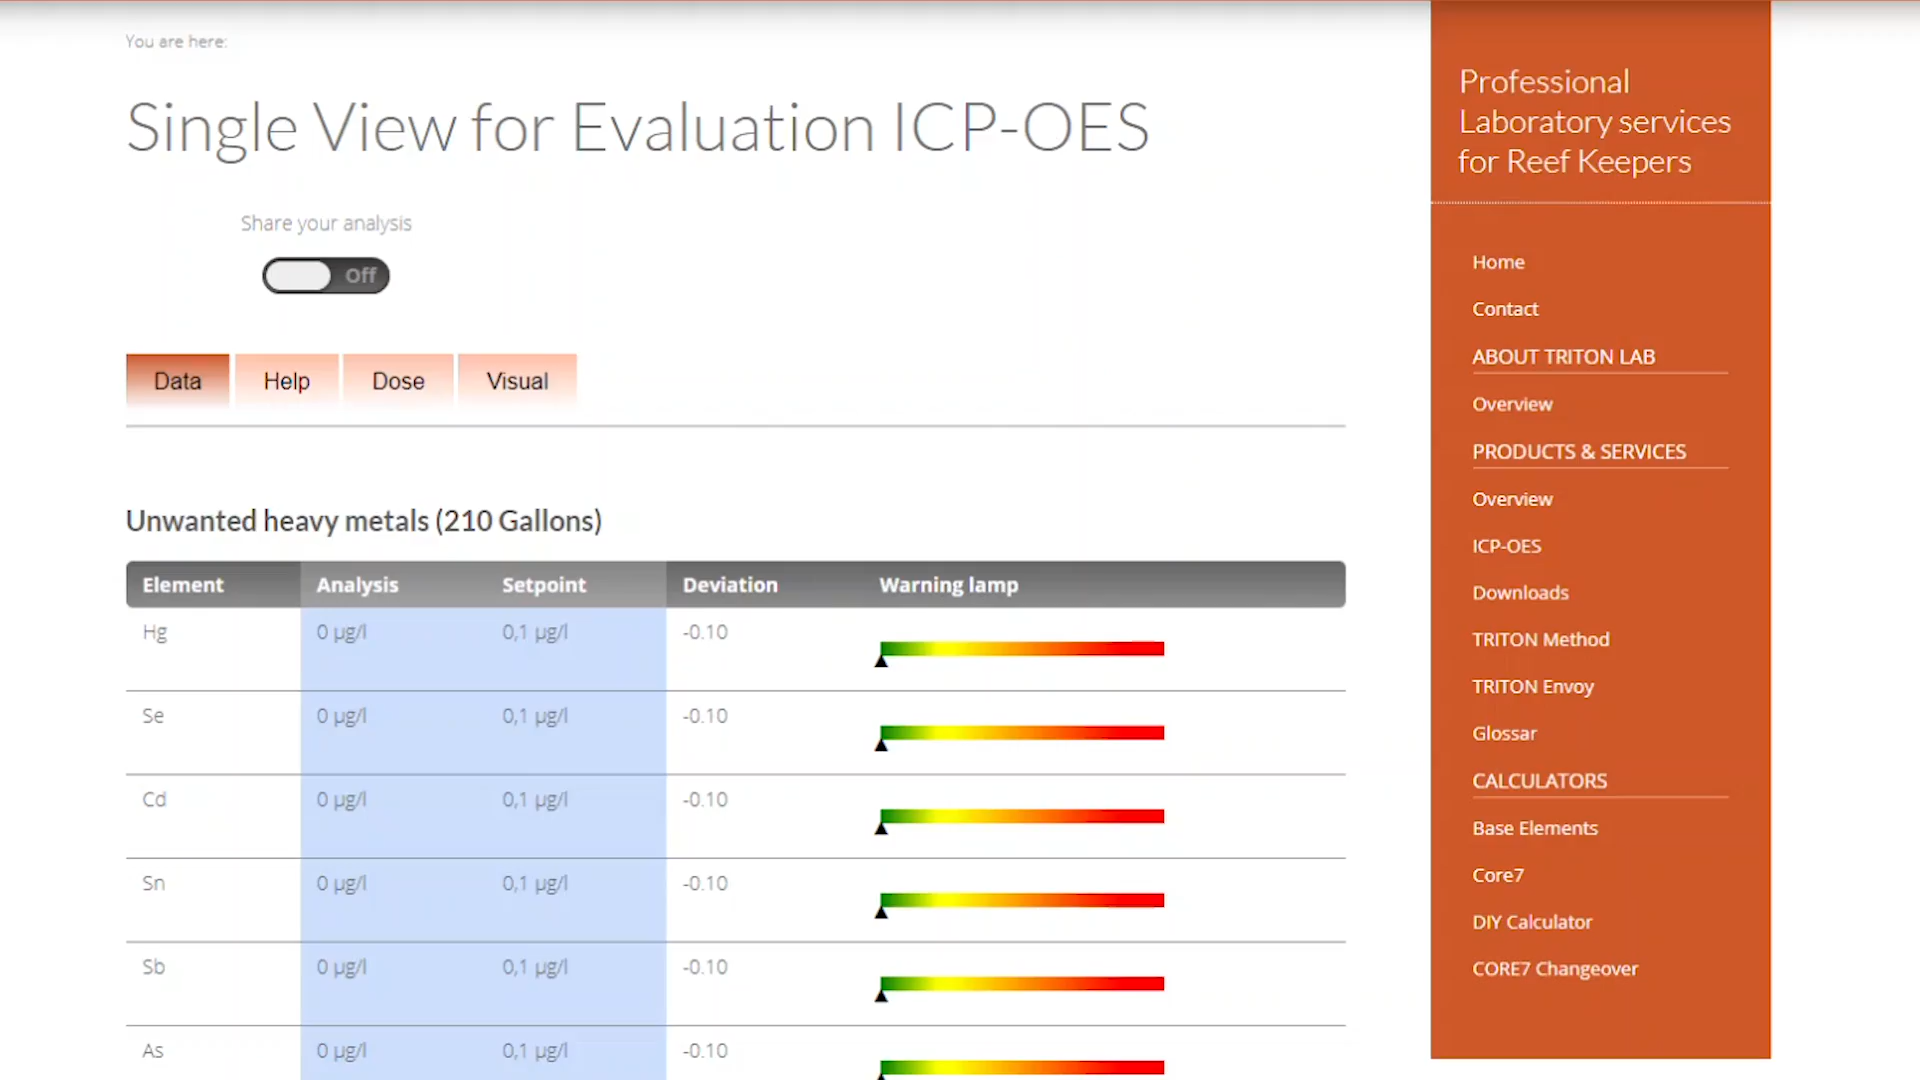 You are here:
Single View for Evaluation ICP-OES
Share your analysis
Off
Data Help Dose Visual
Unwanted heavy metals (210 Gallons)
Element Analysis Setpoint Deviation Warning lamp
Hg 0 µg/l 0,1 µg/l -0.10
Se 0 µg/l 0,1 µg/l -0.10
Cd 0 µg/l 0,1 µg/l -0.10
Sn 0 µg/l 0,1 µg/l -0.10
Sb 0 µg/l 0,1 µg/l -0.10
As 0 µg/l 0,1 µg/l -0.10
Professional
Laboratory services
for Reef Keepers
Home
Contact
ABOUT TRITON LAB
Overview
PRODUCTS & SERVICES
Overview
ICP-OES
Downloads
TRITON Method
TRITON Envoy
Glossar
CALCULATORS
Base Elements
Core7
DIY Calculator
CORE7 Changeover